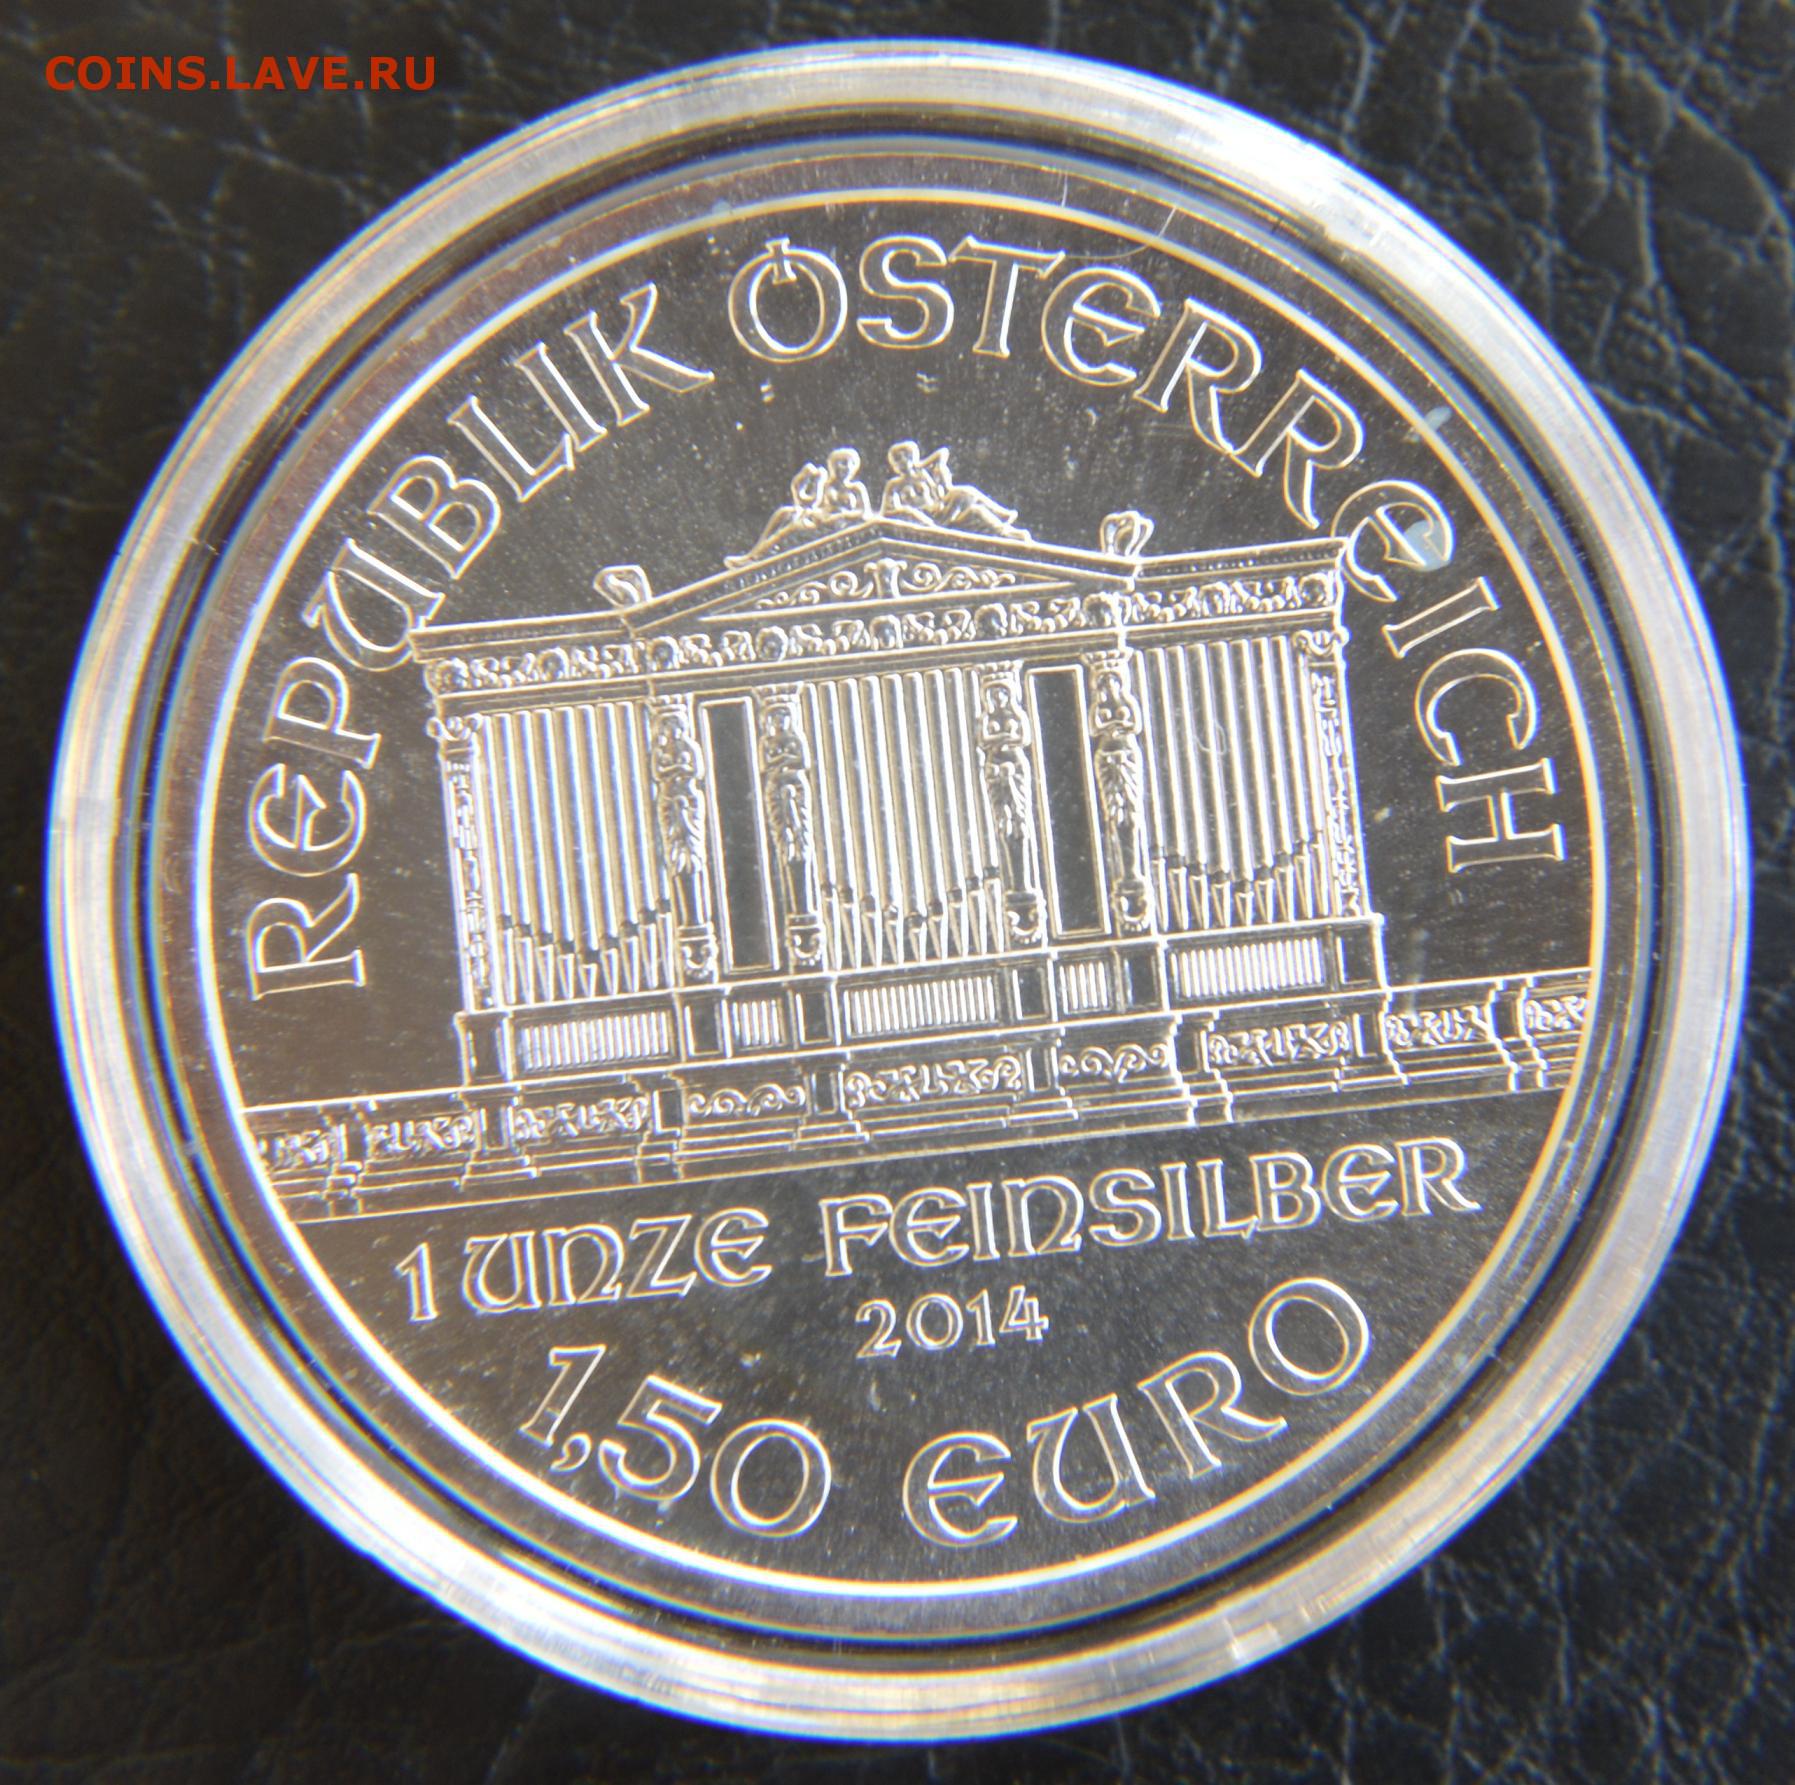 COINS.LAVE.RU
REPUBLIK ÖSTERREICH
1 UNZE FEINSILBER
2014
1,50 EURO